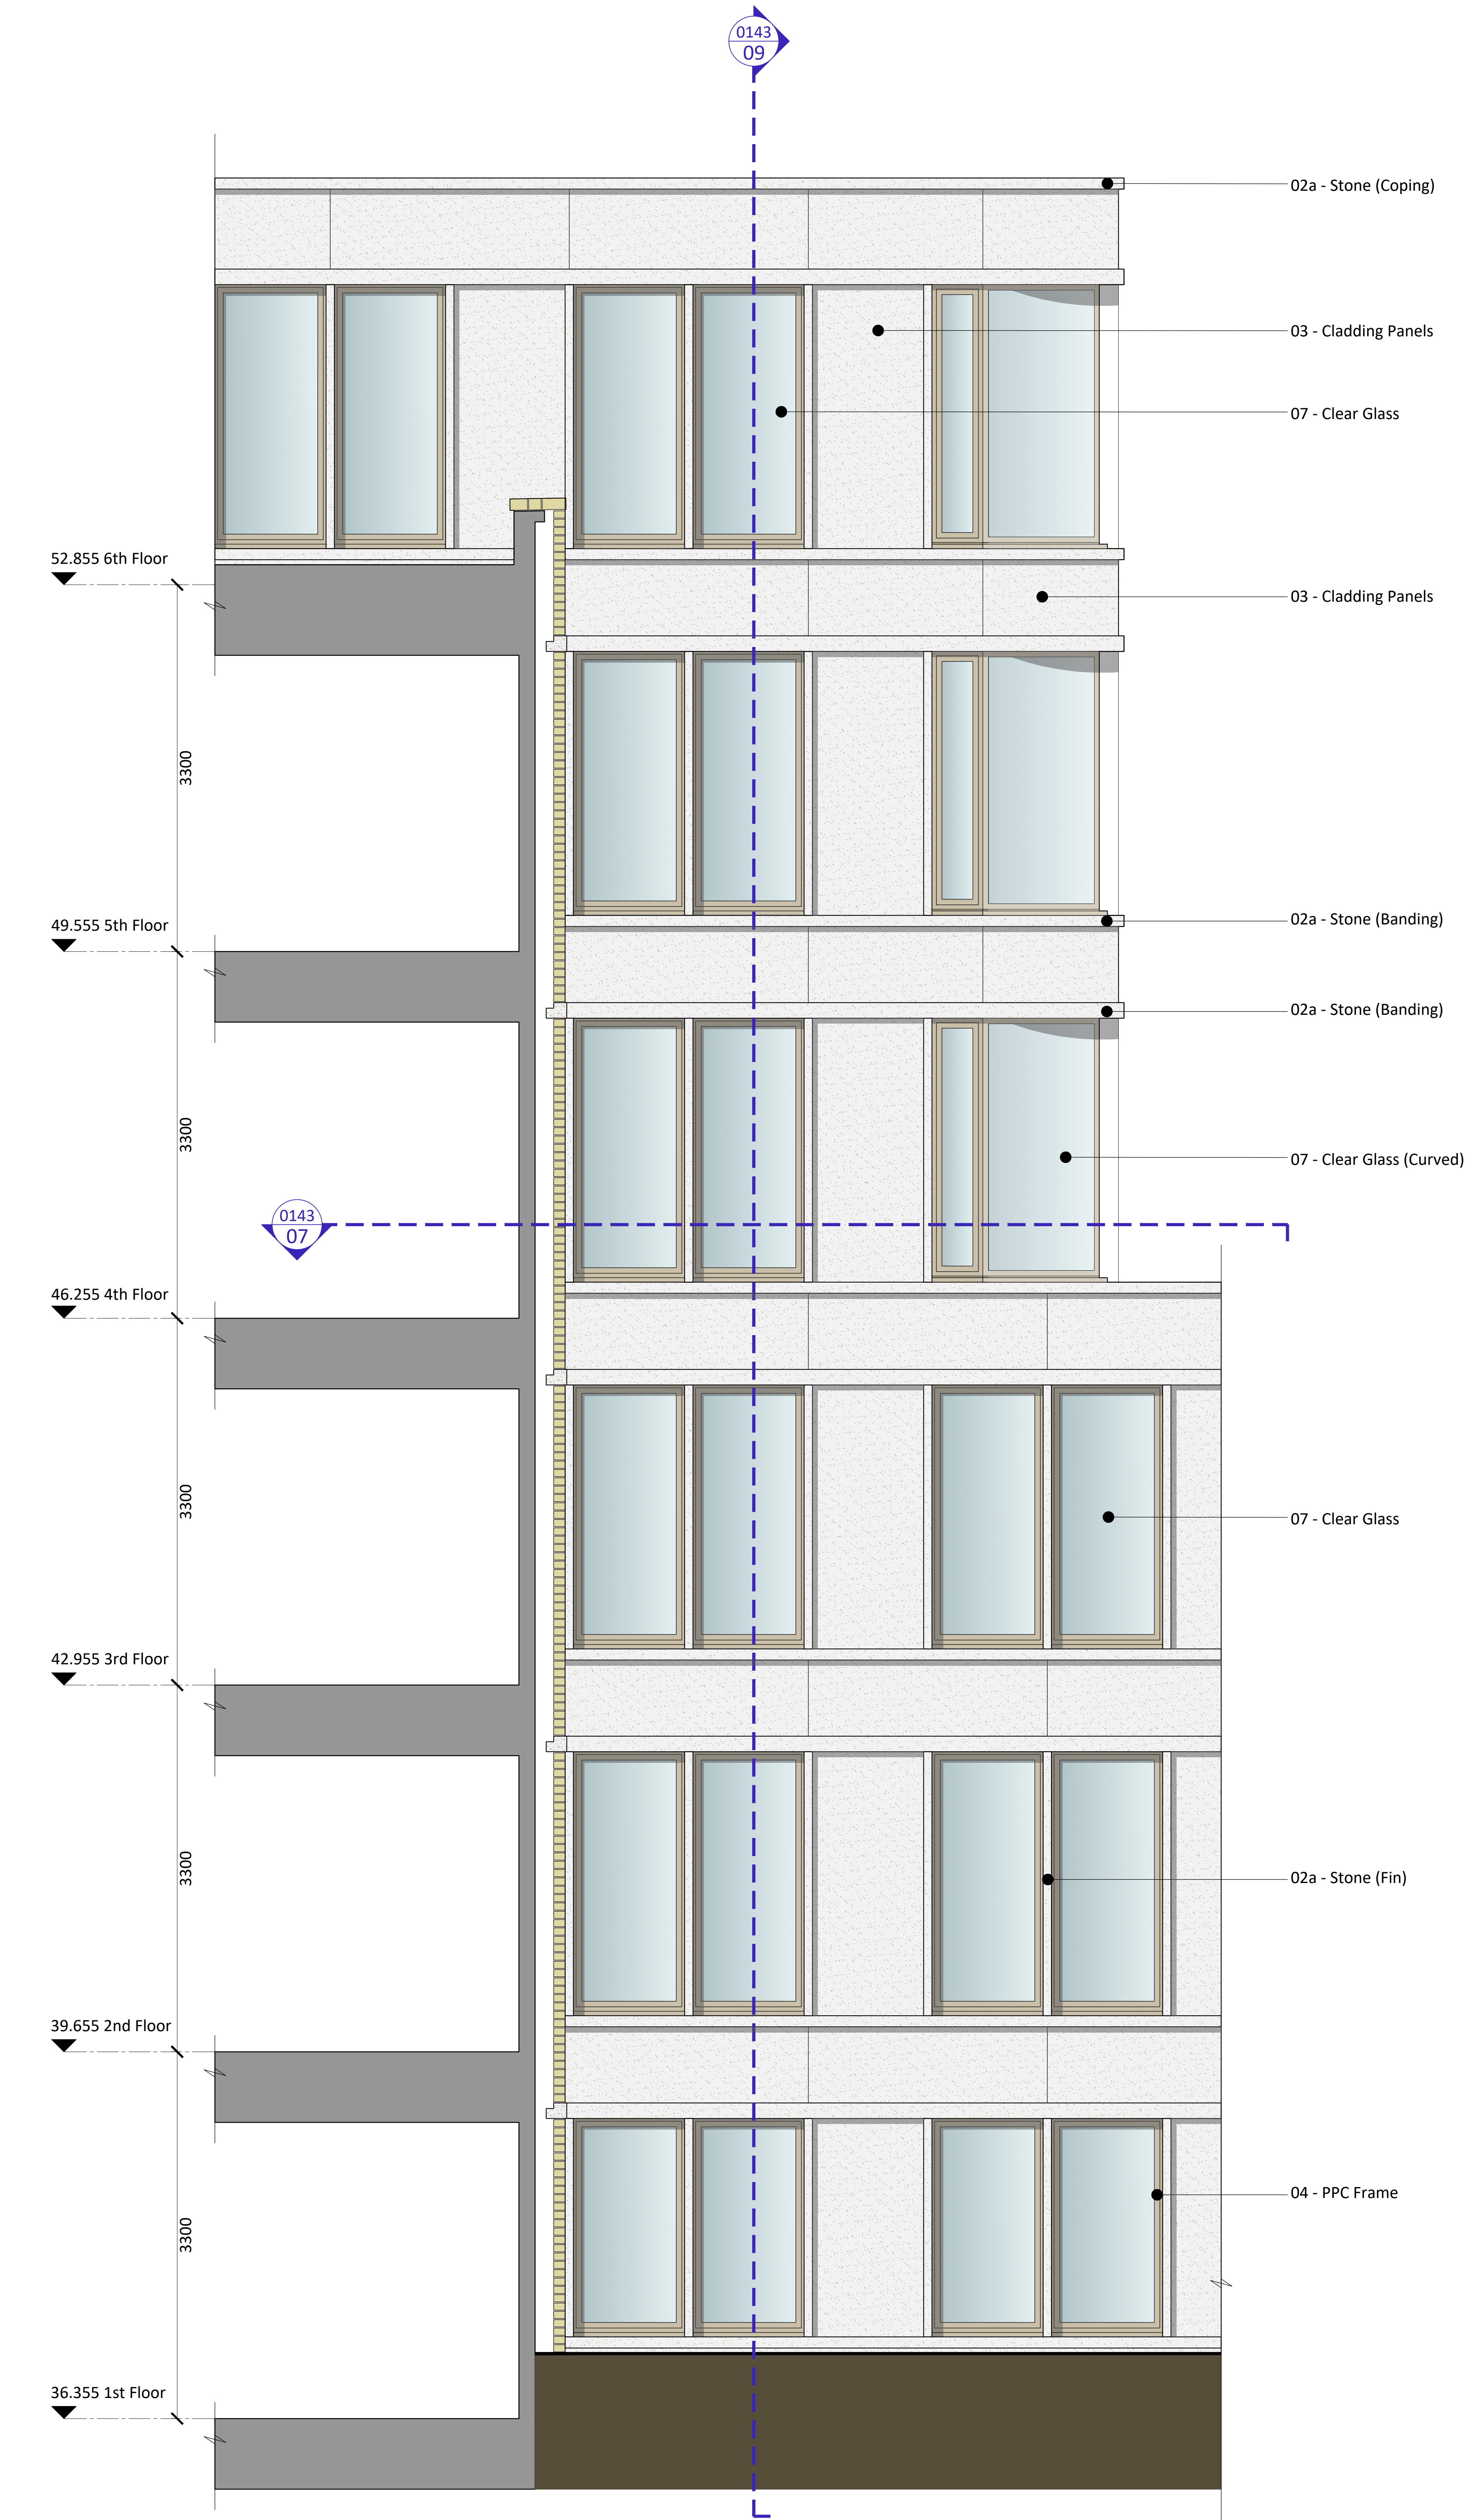 0143
09
02a - Stone (Coping)
03 - Cladding Panels
07 - Clear Glass
52.855 6th Floor
03 - Cladding Panels
3300
49.555 5th Floor
02a - Stone (Banding)
02a - Stone (Banding)
3300
07 - Clear Glass (Curved)
0143
07
46.255 4th Floor
3300
07 - Clear Glass
42.955 3rd Floor
3300
02a - Stone (Fin)
39.655 2nd Floor
3300
04 - PPC Frame
36.355 1st Floor